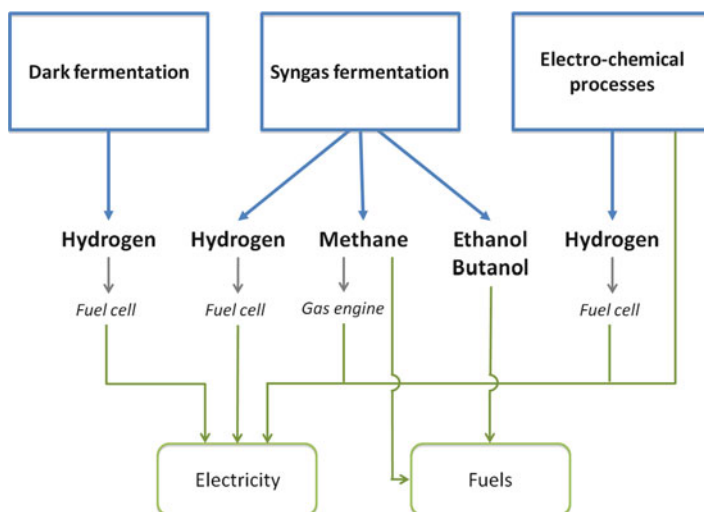 Dark fermentation
Syngas fermentation
Electro-chemical
processes
Hydrogen
Hydrogen
Methane
Ethanol
Butanol
Hydrogen
Fuel cell
Fuel cell
Gas engine
Fuel cell
Electricity
Fuels